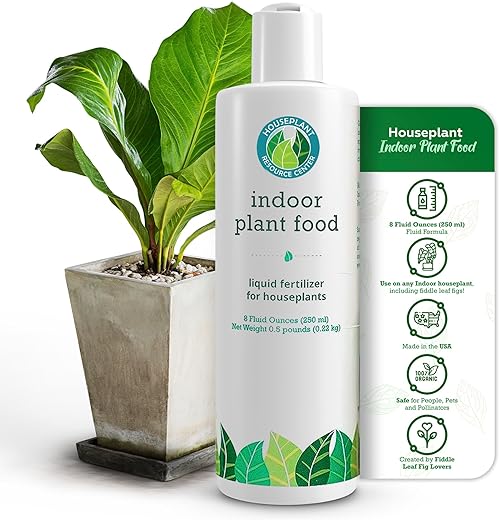 HOUSEPLANT
RESOURCE CENTER
indoor
plant food
liquid fertilizer
for houseplants
8 Fluid Ounces (250 ml)
Net Weight 0.5 pounds (0.22 kg)
Houseplant
Indoor Plant Food
8 Fluid Ounces (250 ml)
Fluid Formula
Use on any Indoor houseplant,
including fiddle leaf figs!
Made in the USA
100%
ORGANIC
Safe for People, Pets
and Pollinators
Created by Fiddle
Leaf Fig Lovers